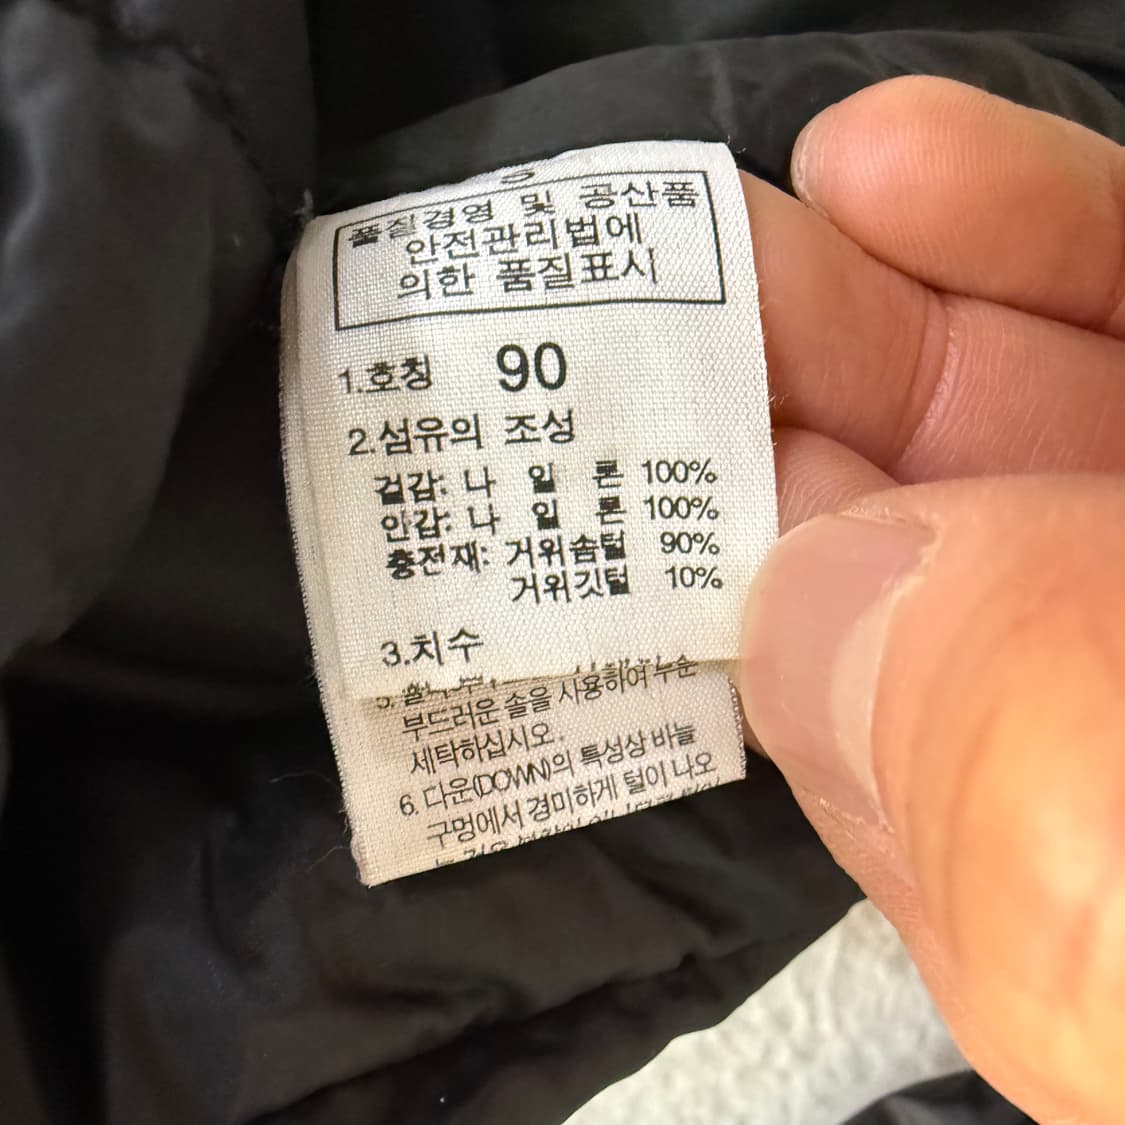 S
품질경영 및 공산품
안전관리법에
의한 품질표시
1.호칭 90
2.섬유의 조성
겉감: 나 일 론 100%
안감: 나 일 론 100%
충전재: 거위솜털 90%
거위깃털 10%
3.치수
사용하여
부드러운 솔을
세탁하십시오.
6. 다운(DOWN)의 특성상 바늘
구멍에서 경미하게 털이 나오